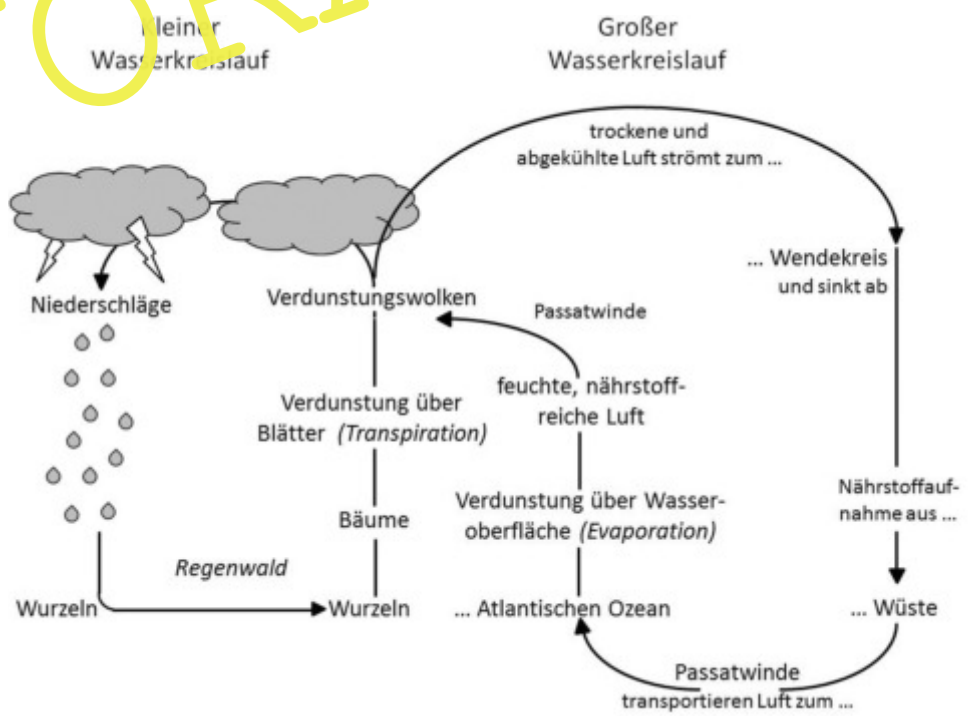 Kleiner
Wasserkreislauf
Großer
Wasserkreislauf
trockene und
abgekühlte Luft strömt zum ...
... Wendekreis
und sinkt ab
Niederschläge
Verdunstungswolken
Passatwinde
feuchte, nährstoff-
reiche Luft
Verdunstung über
Blätter (Transpiration)
Nährstoffauf-
nahme aus ...
Verdunstung über Wasser-
oberfläche (Evaporation)
Bäume
Regenwald
Wurzeln
Wurzeln
... Atlantischen Ozean
... Wüste
Passatwinde
transportieren Luft zum ...